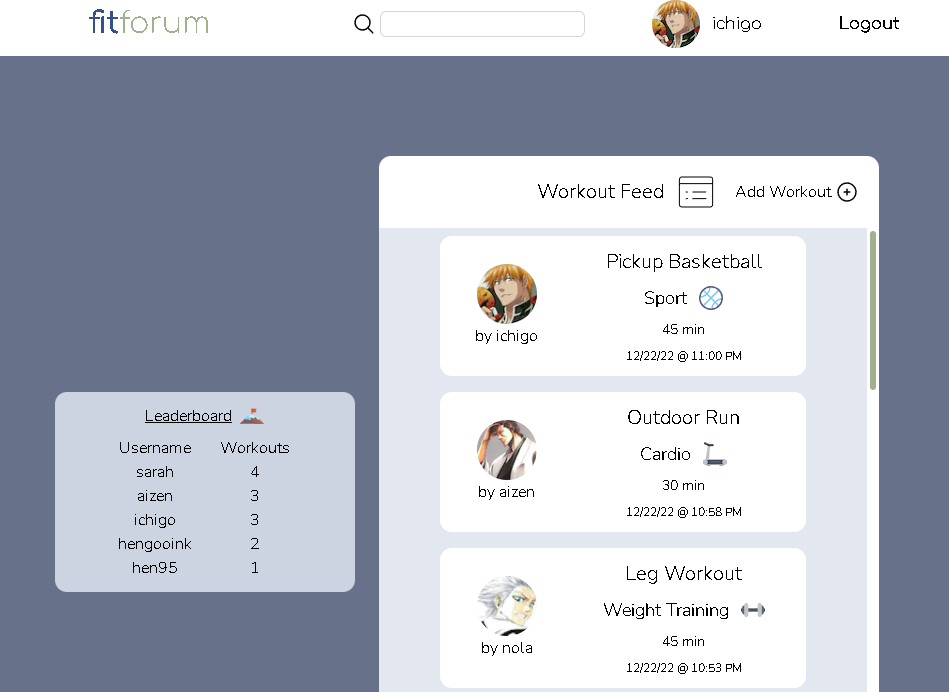 fitforum
ichigo
Logout
Workout Feed
Add Workout
Pickup Basketball
Sport
45 min
12/22/22 @ 11:00 PM
by ichigo
Outdoor Run
Cardio
30 min
12/22/22 @ 10:58 PM
by aizen
Leg Workout
Weight Training
45 min
12/22/22 @ 10:53 PM
by nola
Leaderboard
Username Workouts
sarah 4
aizen 3
ichigo 3
hengooink 2
hen95 1